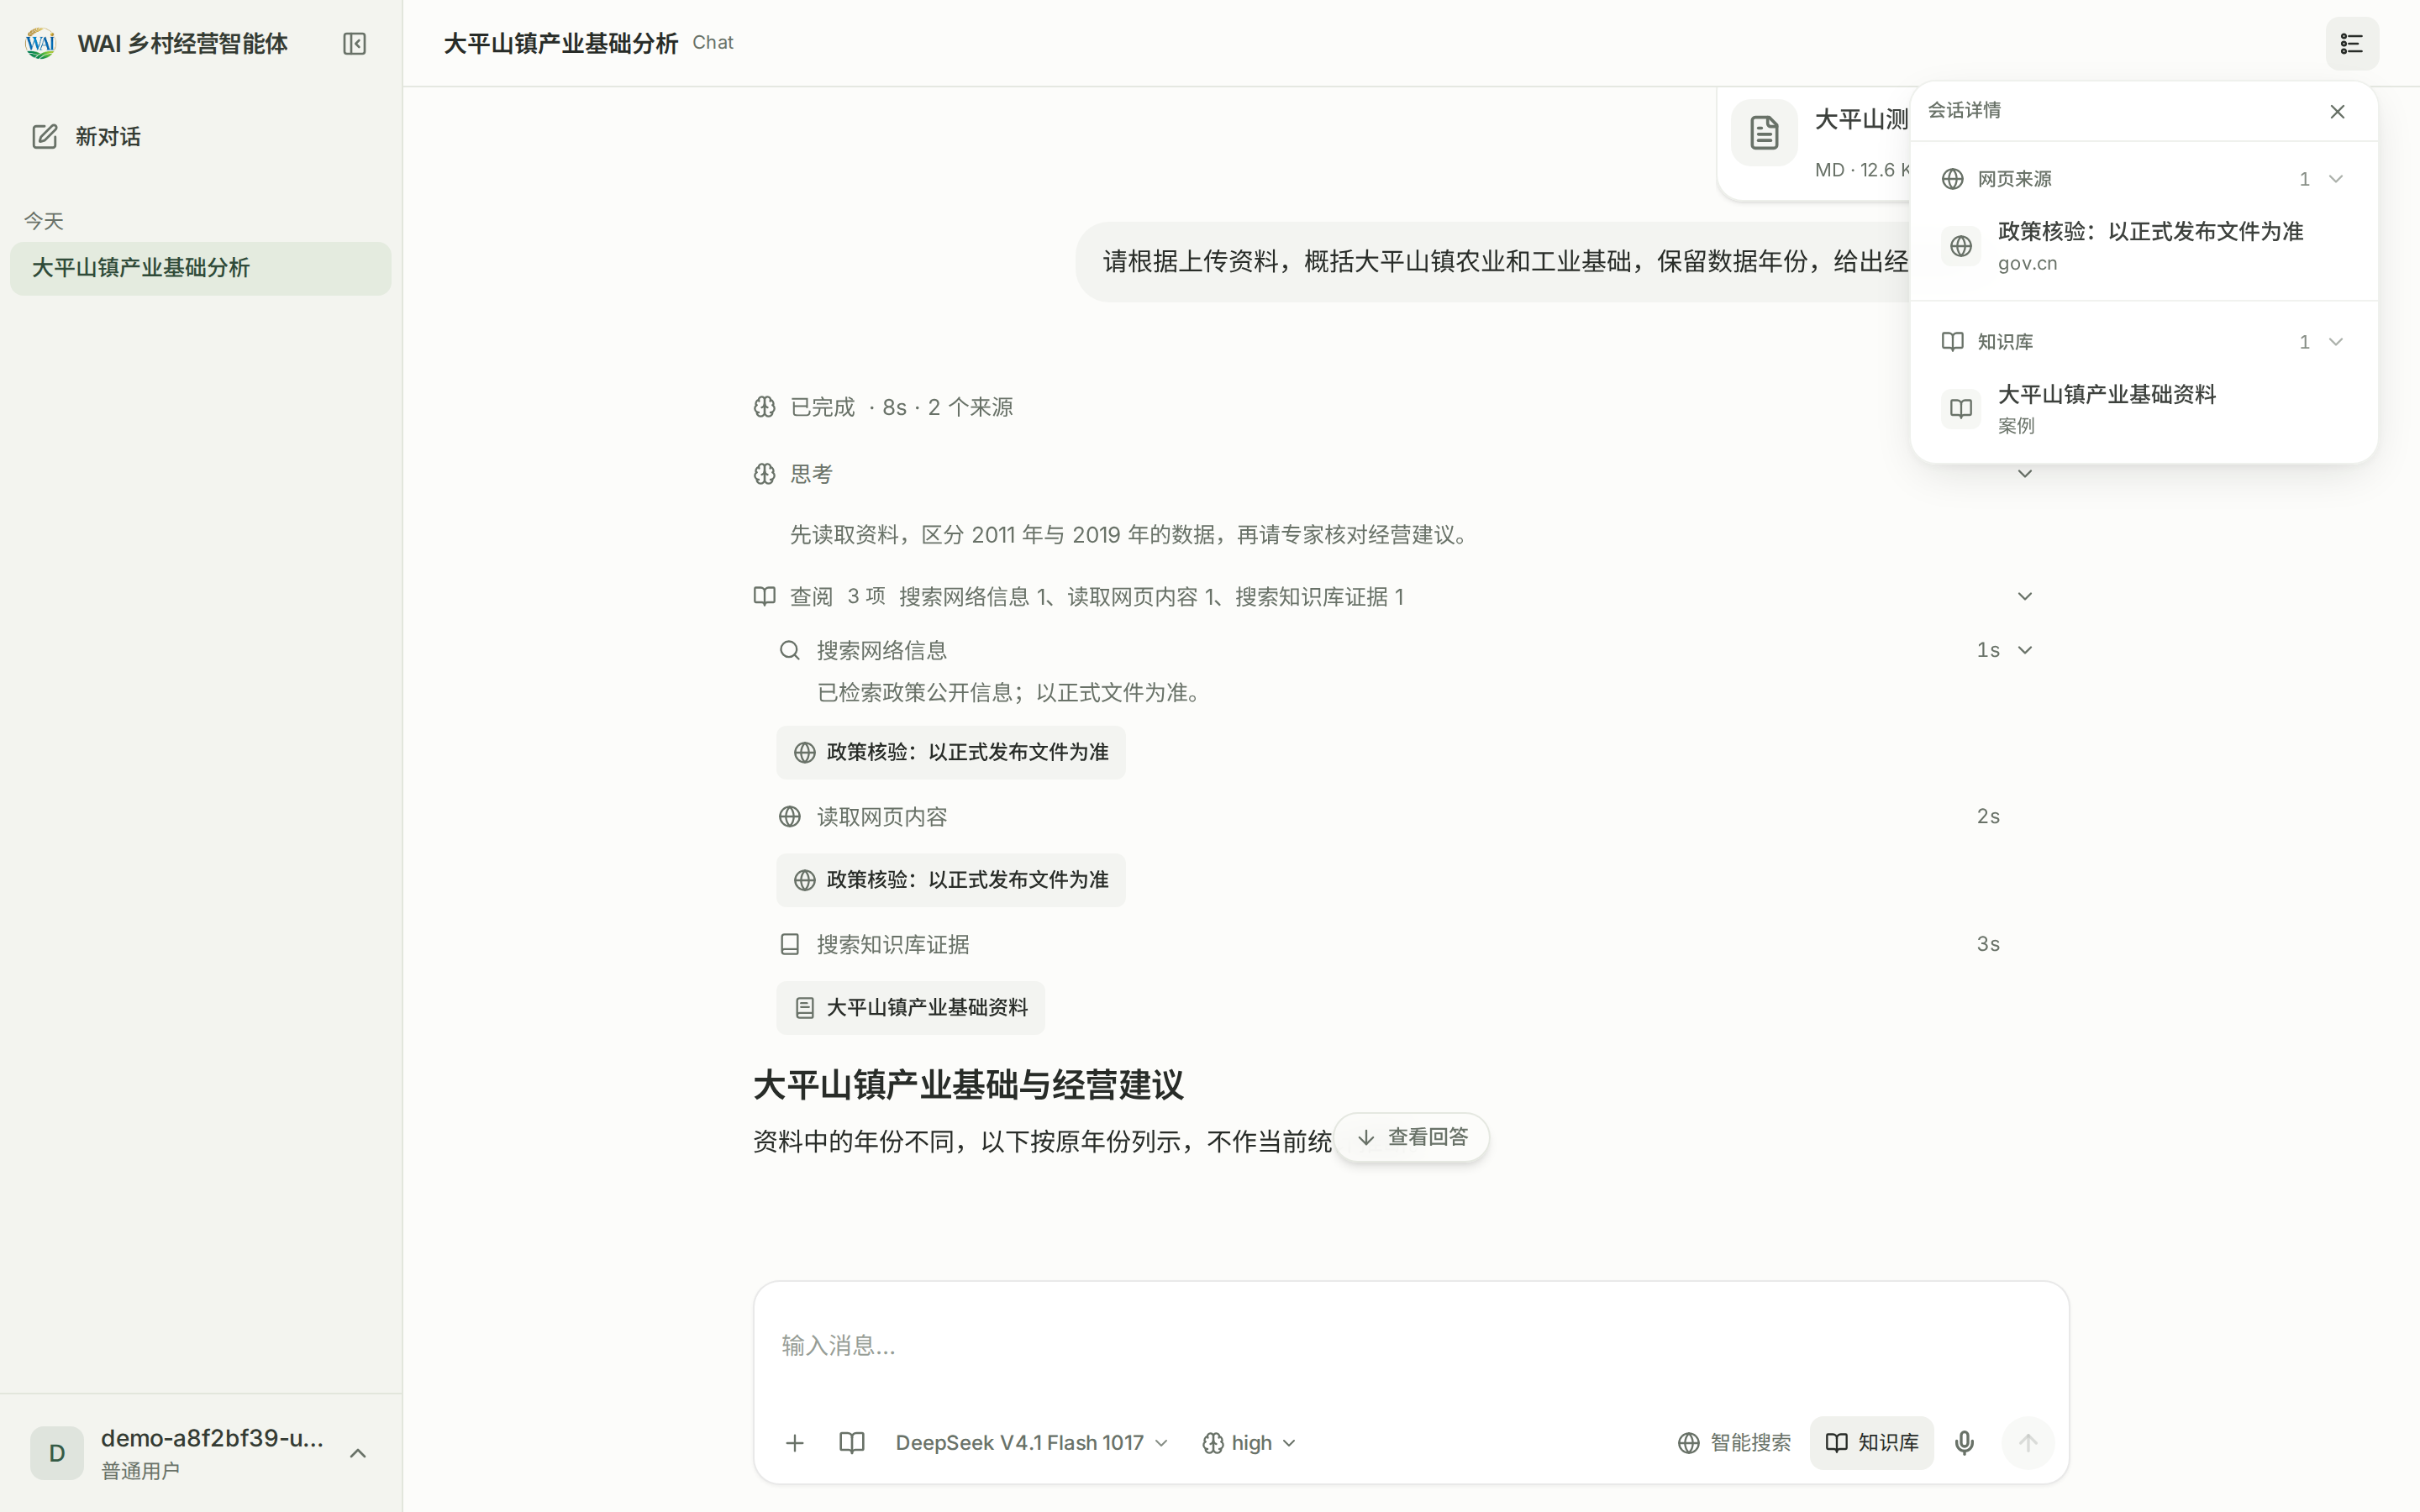 WAI 乡村经营智能体
新对话
今天
大平山镇产业基础分析
demo-a8f2bf39-u...
D
普通用户
大平山镇产业基础分析 Chat
大平山测
MD · 12.6 K
请根据上传资料，概括大平山镇农业和工业基础，保留数据年份，给出经
会话详情
网页来源 1
政策核验：以正式发布文件为准
gov.cn
知识库 1
大平山镇产业基础资料
案例
已完成 · 8s · 2 个来源
思考
先读取资料，区分 2011 年与 2019 年的数据，再请专家核对经营建议。
查阅 3 项 搜索网络信息 1、读取网页内容 1、搜索知识库证据 1
搜索网络信息 1s
已检索政策公开信息；以正式文件为准。
政策核验：以正式发布文件为准
读取网页内容 2s
政策核验：以正式发布文件为准
搜索知识库证据 3s
大平山镇产业基础资料
大平山镇产业基础与经营建议
资料中的年份不同，以下按原年份列示，不作当前统
查看回答
输入消息...
DeepSeek V4.1 Flash 1017 high 智能搜索 知识库